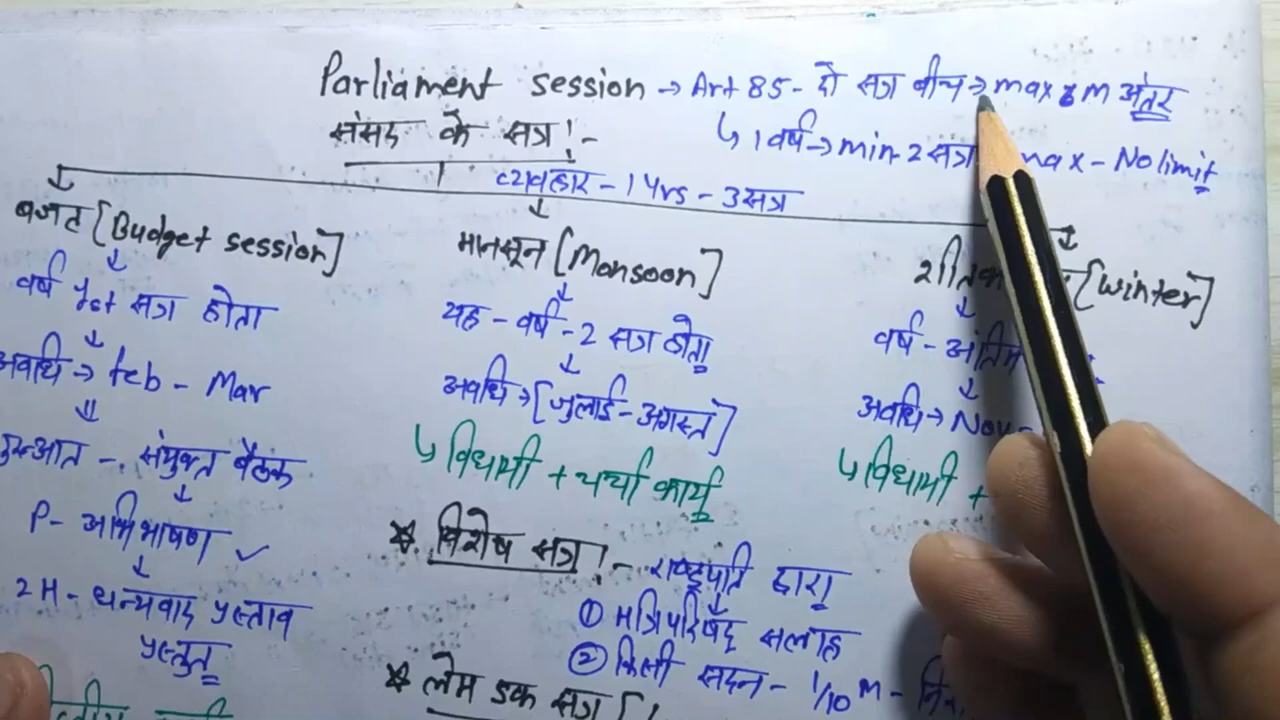 Parliament session → Art 85 - दो सत्र बीच → max 6 M अंतर
संसद के सत्र :-
↳ 1 वर्ष → min 2 सत्र max - No limit
व्यवहार - 1 Yrs - 3 सत्र
बजट [Budget session]
वर्ष 1st सत्र होता
अवधि → feb - Mar
संयुक्त बैठक
P - अभिभाषण ✓
2 H - धन्यवाद प्रस्ताव
प्रस्तुत
मानसून [Monsoon]
यह - वर्ष - 2 सत्र होता
अवधि → [जुलाई - अगस्त]
↳ विधायी + चर्चा कार्य
[winter]
वर्ष - अंतिम
अवधि → Nov
↳ विधायी +
* विशेष सत्र :- राष्ट्रपति द्वारा
① मंत्रिपरिषद् सलाह
② किसी सदन - 1/10 M -
* लेम डक सत्र